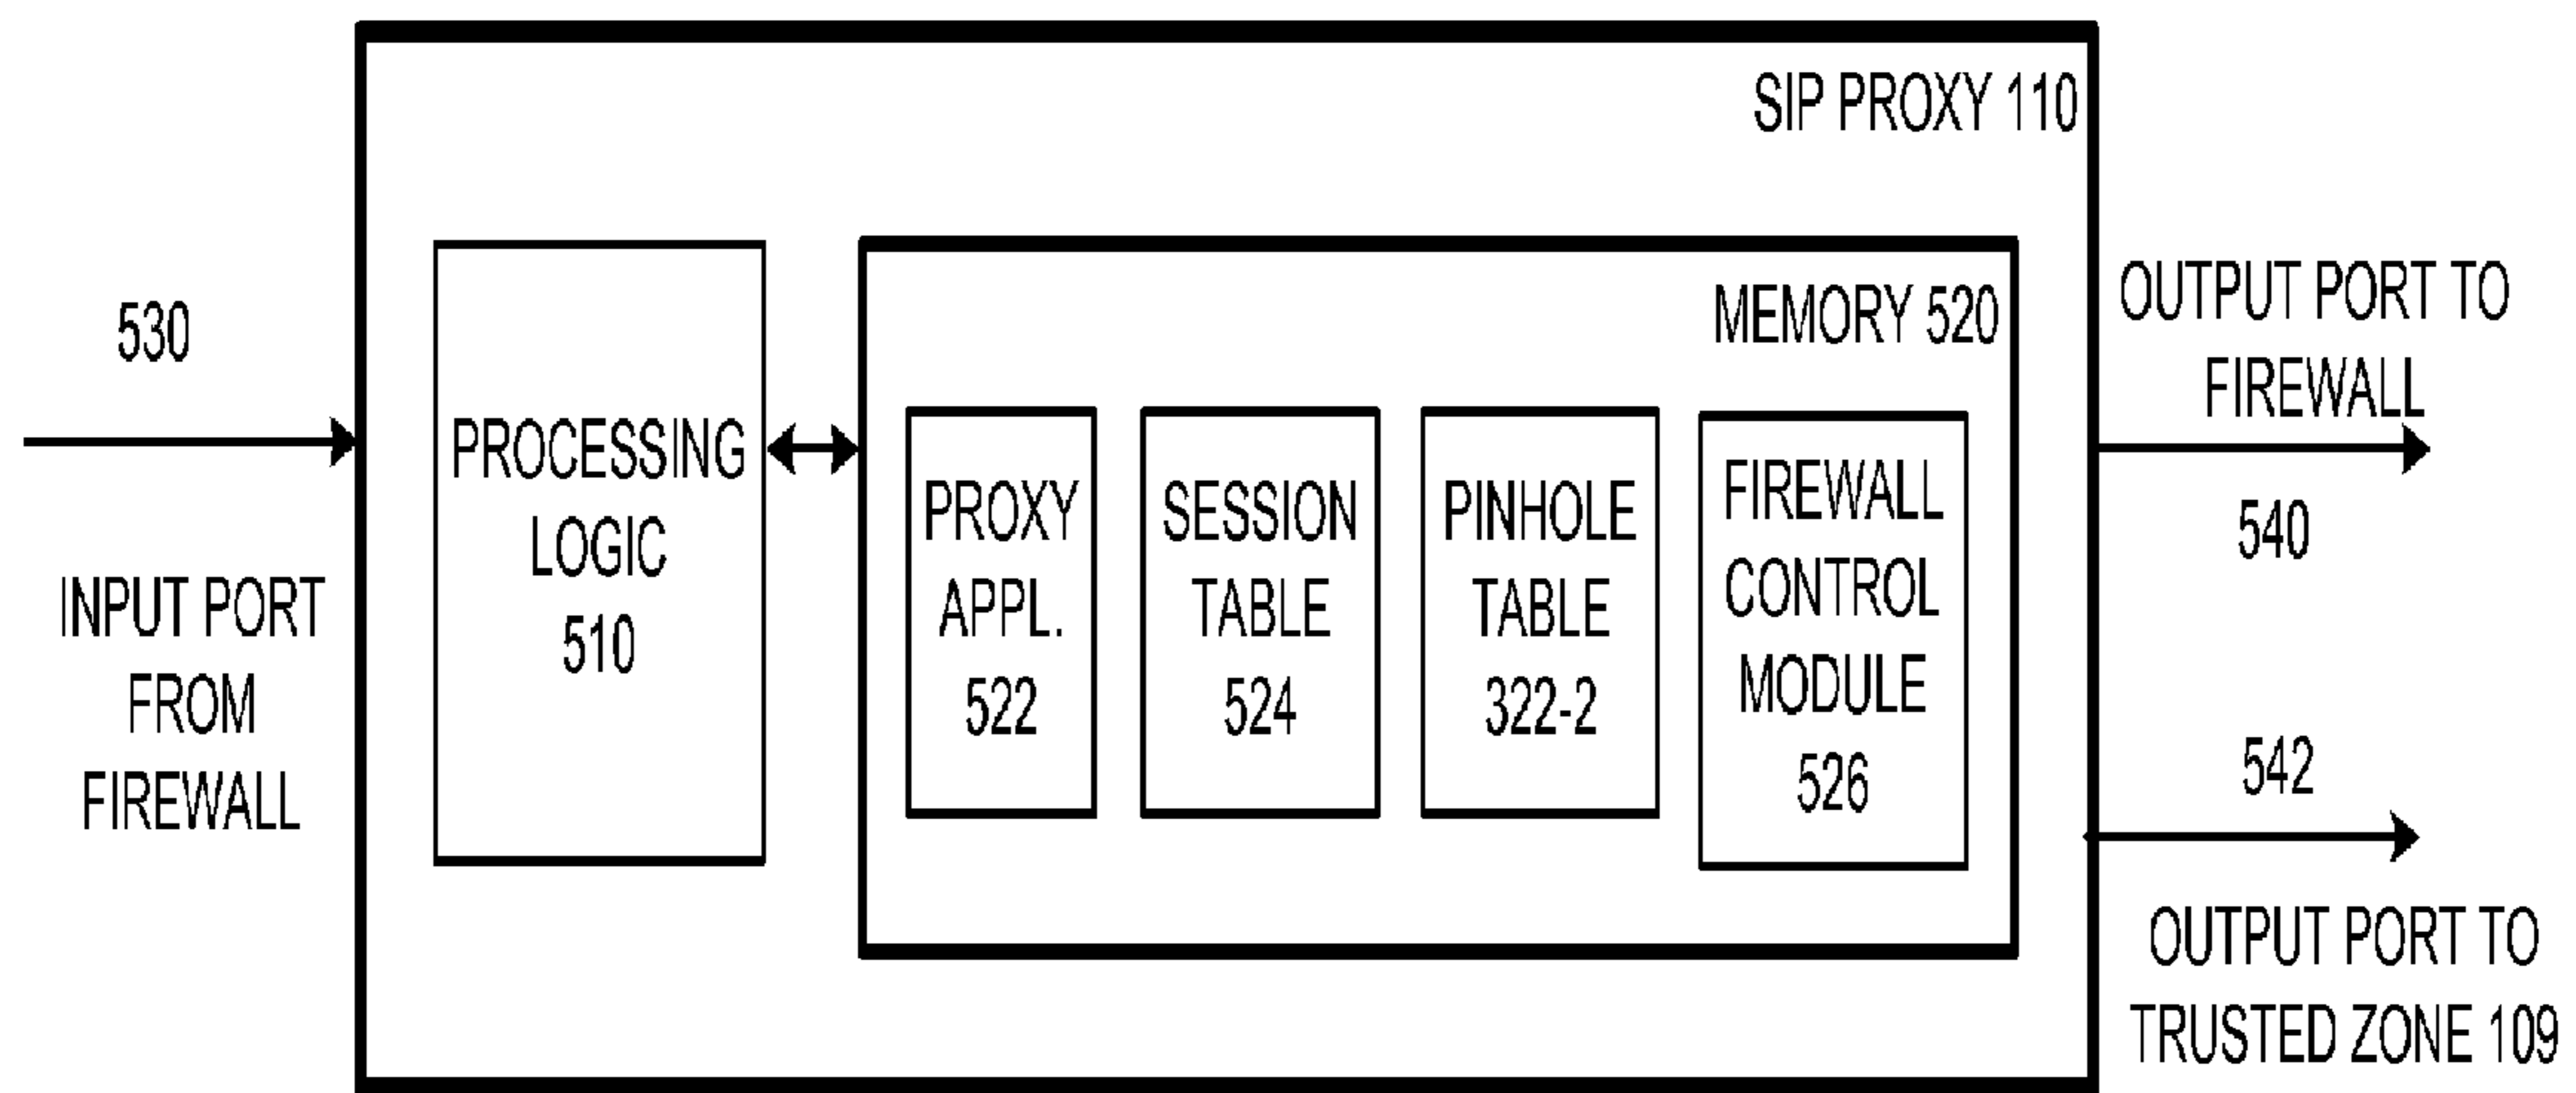 SIP PROXY 110
530
INPUT PORT
FROM
FIREWALL
PROCESSING
LOGIC
510
MEMORY 520
PROXY
APPL.
522
SESSION
TABLE
524
PINHOLE
TABLE
322-2
FIREWALL
CONTROL
MODULE
526
OUTPUT PORT TO
FIREWALL
540
542
OUTPUT PORT TO
TRUSTED ZONE 109